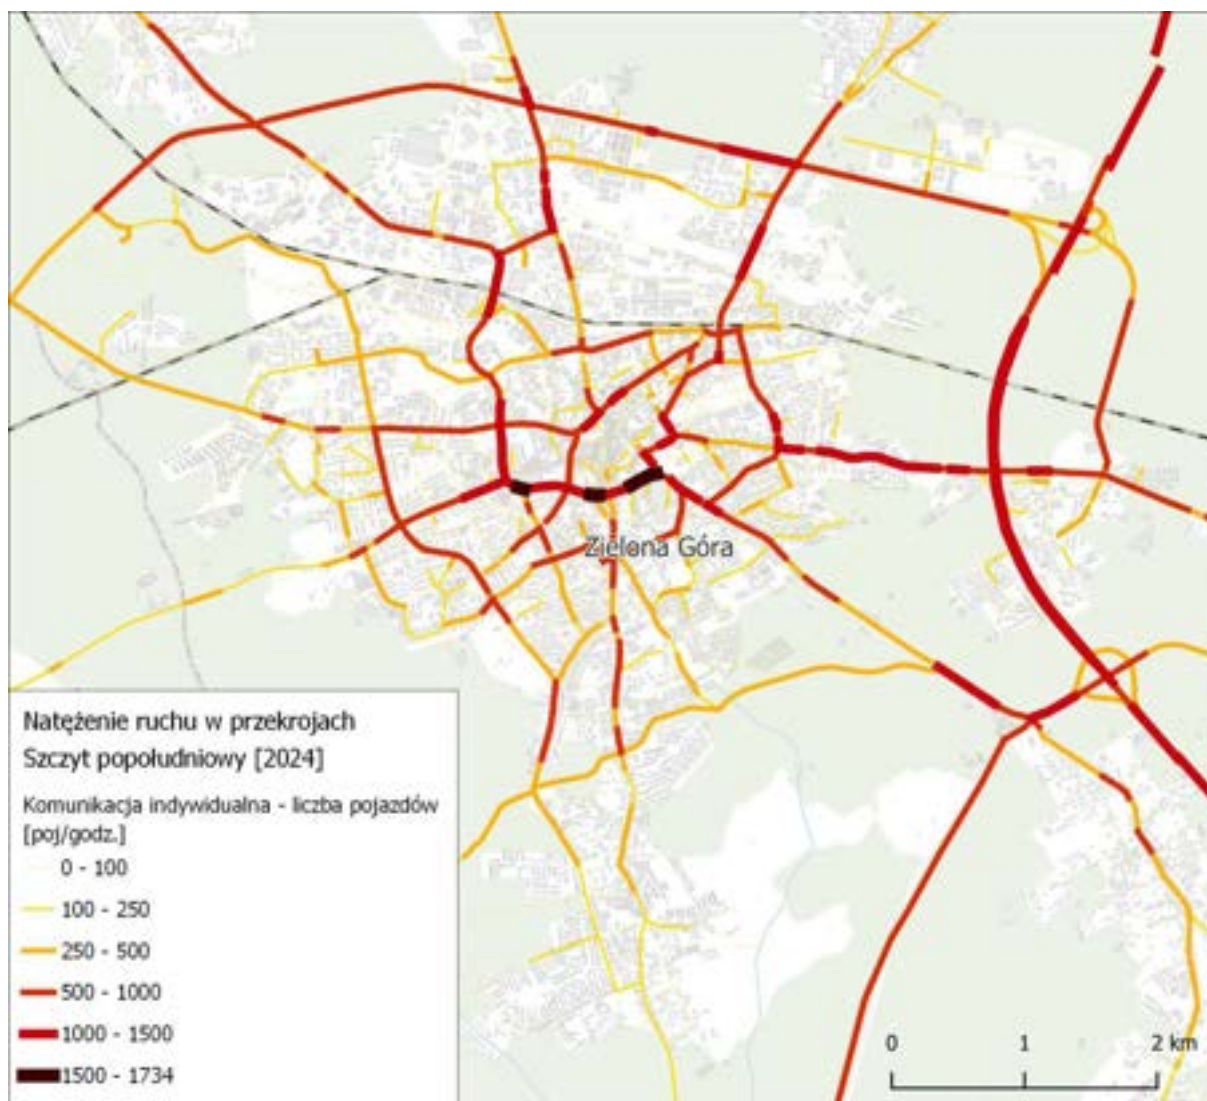 Zielona Góra
Natężenie ruchu w przekrojach
Szczyt popołudniowy [2024]
Komunikacja indywidualna - liczba pojazdów
[poj/godz.]
0 - 100
100 - 250
250 - 500
500 - 1000
1000 - 1500
1500 - 1734
0 1 2 km